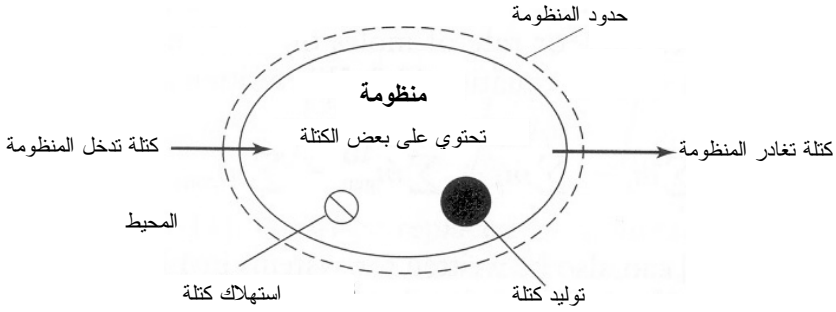 حدود المنظومة
منظومة
تحتوي على بعض الكتلة
كتلة تدخل المنظومة
كتلة تغادر المنظومة
المحيط
استهلاك كتلة
توليد كتلة